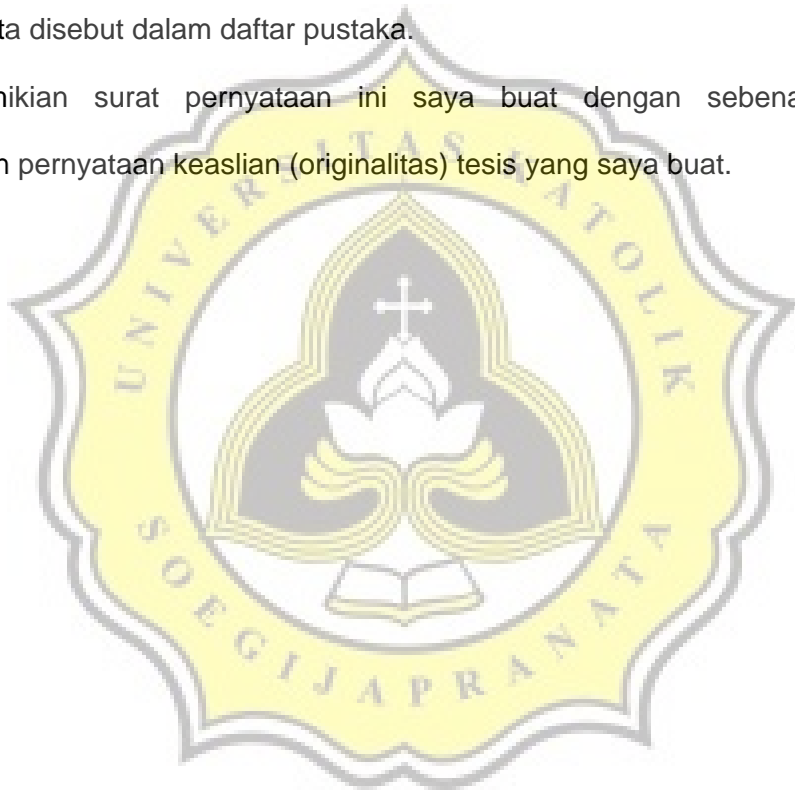 ta disebut dalam daftar pustaka.
nikian surat pernyataan ini saya buat dengan sebena
n pernyataan keaslian (originalitas) tesis yang saya buat.
UNIVERSITAS KATOLIK
SOEGIJAPRANATA